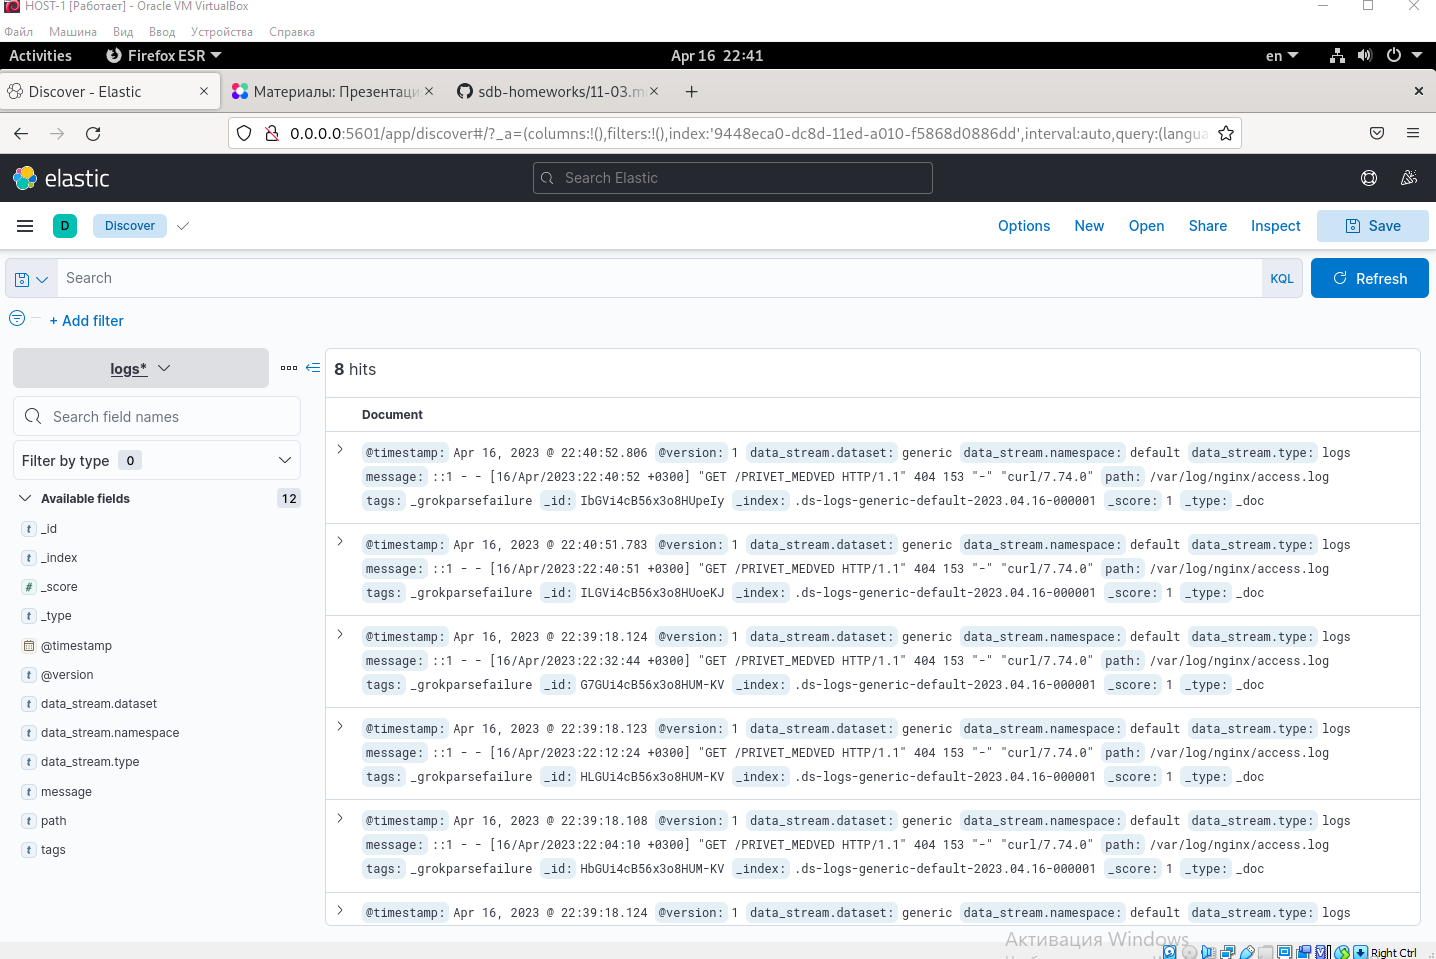 HOST-1 [Работает] - Oracle VM VirtualBox
Файл Машина Вид Ввод Устройства Справка
Activities Firefox ESR Apr 16 22:41 en
Discover - Elastic Материалы: Презентаци sdb-homeworks/11-03.m
0.0.0.0:5601/app/discover#/?_a=(columns:!(),filters:!(),index:'9448eca0-dc8d-11ed-a010-f5868d0886dd',interval:auto,query:(langua
elastic Search Elastic
D Discover Options New Open Share Inspect Save
Search KQL Refresh
+ Add filter
logs*
8 hits
Search field names
Document
Filter by type 0
Available fields 12
_id
_index
_score
_type
@timestamp
@version
data_stream.dataset
data_stream.namespace
data_stream.type
message
path
tags
@timestamp: Apr 16, 2023 @ 22:40:52.806 @version: 1 data_stream.dataset: generic data_stream.namespace: default data_stream.type: logs
message: ::1 - - [16/Apr/2023:22:40:52 +0300] "GET /PRIVET_MEDVED HTTP/1.1" 404 153 "-" "curl/7.74.0" path: /var/log/nginx/access.log
tags: _grokparsefailure _id: IbGVi4cB56x3o8HUpeIy _index: .ds-logs-generic-default-2023.04.16-000001 _score: 1 _type: _doc
@timestamp: Apr 16, 2023 @ 22:40:51.783 @version: 1 data_stream.dataset: generic data_stream.namespace: default data_stream.type: logs
message: ::1 - - [16/Apr/2023:22:40:51 +0300] "GET /PRIVET_MEDVED HTTP/1.1" 404 153 "-" "curl/7.74.0" path: /var/log/nginx/access.log
tags: _grokparsefailure _id: ILGVi4cB56x3o8HUoeKJ _index: .ds-logs-generic-default-2023.04.16-000001 _score: 1 _type: _doc
@timestamp: Apr 16, 2023 @ 22:39:18.124 @version: 1 data_stream.dataset: generic data_stream.namespace: default data_stream.type: logs
message: ::1 - - [16/Apr/2023:22:32:44 +0300] "GET /PRIVET_MEDVED HTTP/1.1" 404 153 "-" "curl/7.74.0" path: /var/log/nginx/access.log
tags: _grokparsefailure _id: G7GUi4cB56x3o8HUM-KV _index: .ds-logs-generic-default-2023.04.16-000001 _score: 1 _type: _doc
@timestamp: Apr 16, 2023 @ 22:39:18.123 @version: 1 data_stream.dataset: generic data_stream.namespace: default data_stream.type: logs
message: ::1 - - [16/Apr/2023:22:12:24 +0300] "GET /PRIVET_MEDVED HTTP/1.1" 404 153 "-" "curl/7.74.0" path: /var/log/nginx/access.log
tags: _grokparsefailure _id: HLGUi4cB56x3o8HUM-KV _index: .ds-logs-generic-default-2023.04.16-000001 _score: 1 _type: _doc
@timestamp: Apr 16, 2023 @ 22:39:18.108 @version: 1 data_stream.dataset: generic data_stream.namespace: default data_stream.type: logs
message: ::1 - - [16/Apr/2023:22:04:10 +0300] "GET /PRIVET_MEDVED HTTP/1.1" 404 153 "-" "curl/7.74.0" path: /var/log/nginx/access.log
tags: _grokparsefailure _id: HbGUi4cB56x3o8HUM-KV _index: .ds-logs-generic-default-2023.04.16-000001 _score: 1 _type: _doc
@timestamp: Apr 16, 2023 @ 22:39:18.124 @version: 1 data_stream.dataset: generic data_stream.namespace: default data_stream.type: logs
Активация Windows
Right Ctrl